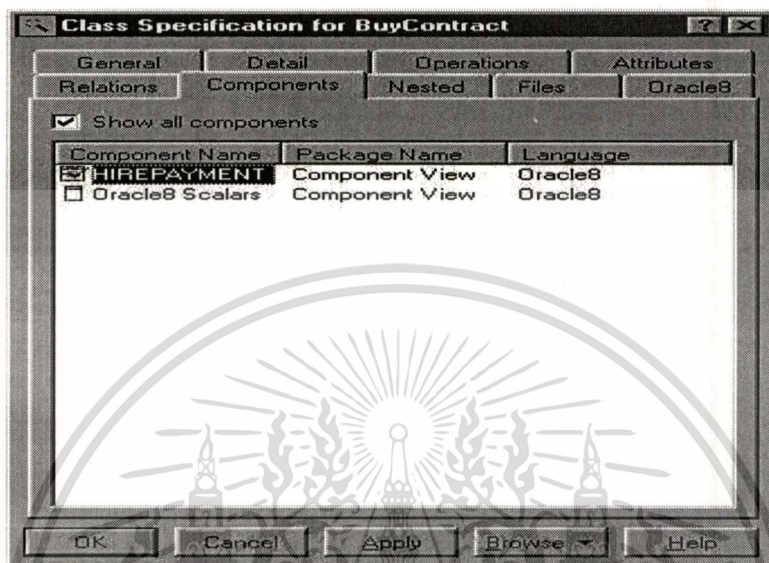 Class Specification for BuyContract
General Detail Operations Attributes
Relations Components Nested Files Oracle8
Show all components
Component Name Package Name Language
HIREPAYMENT Component View Oracle8
Oracle8 Scalars Component View Oracle8
OK Cancel Apply Browse Help